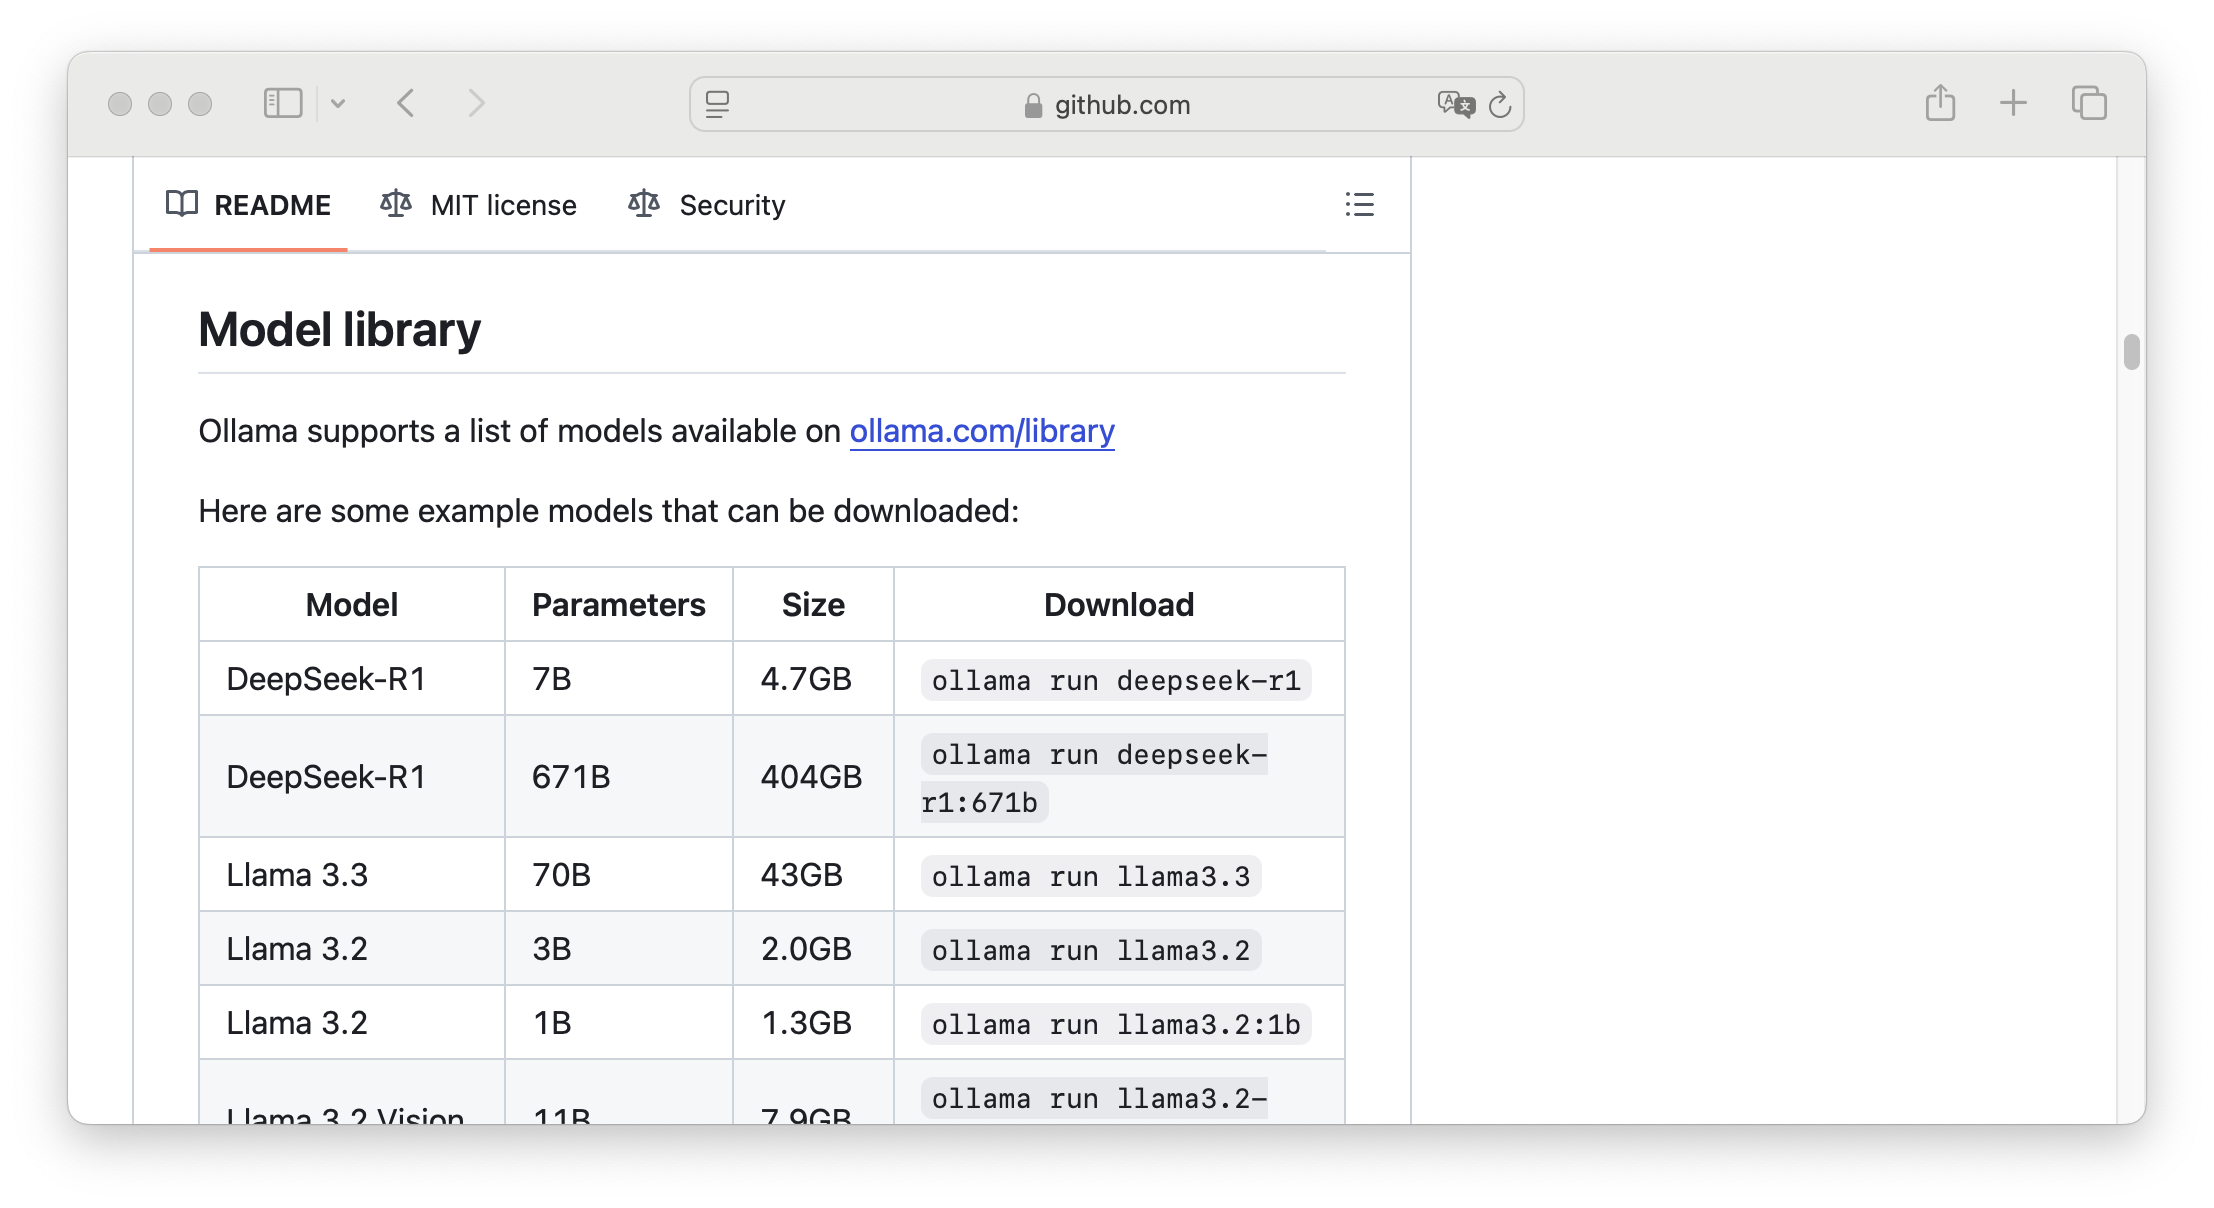 github.com
README MIT license Security
Model library
Ollama supports a list of models available on ollama.com/library
Here are some example models that can be downloaded:
Model Parameters Size Download
DeepSeek-R1 7B 4.7GB ollama run deepseek-r1
DeepSeek-R1 671B 404GB ollama run deepseek-
r1:671b
Llama 3.3 70B 43GB ollama run llama3.3
Llama 3.2 3B 2.0GB ollama run llama3.2
Llama 3.2 1B 1.3GB ollama run llama3.2:1b
Llama 3.2 Vision 11B 7.9GB ollama run llama3.2-